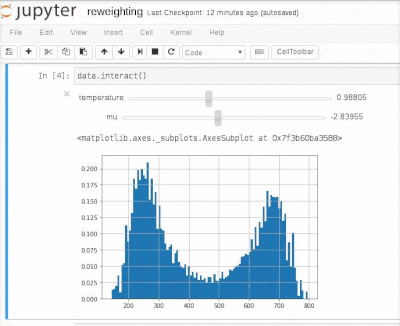 jupyter reweighting Last Checkpoint: 12 minutes ago (autosaved)
File Edit View Insert Cell Kernel Help
Code CellToolbar
In [4]: data.interact()
temperature 0.98805
mu -2.83955
<matplotlib.axes._subplots.AxesSubplot at 0x7f3b60ba3588>
0.200
0.175
0.150
0.125
0.100
0.075
0.050
0.025
0.000
200 300 400 500 600 700 800